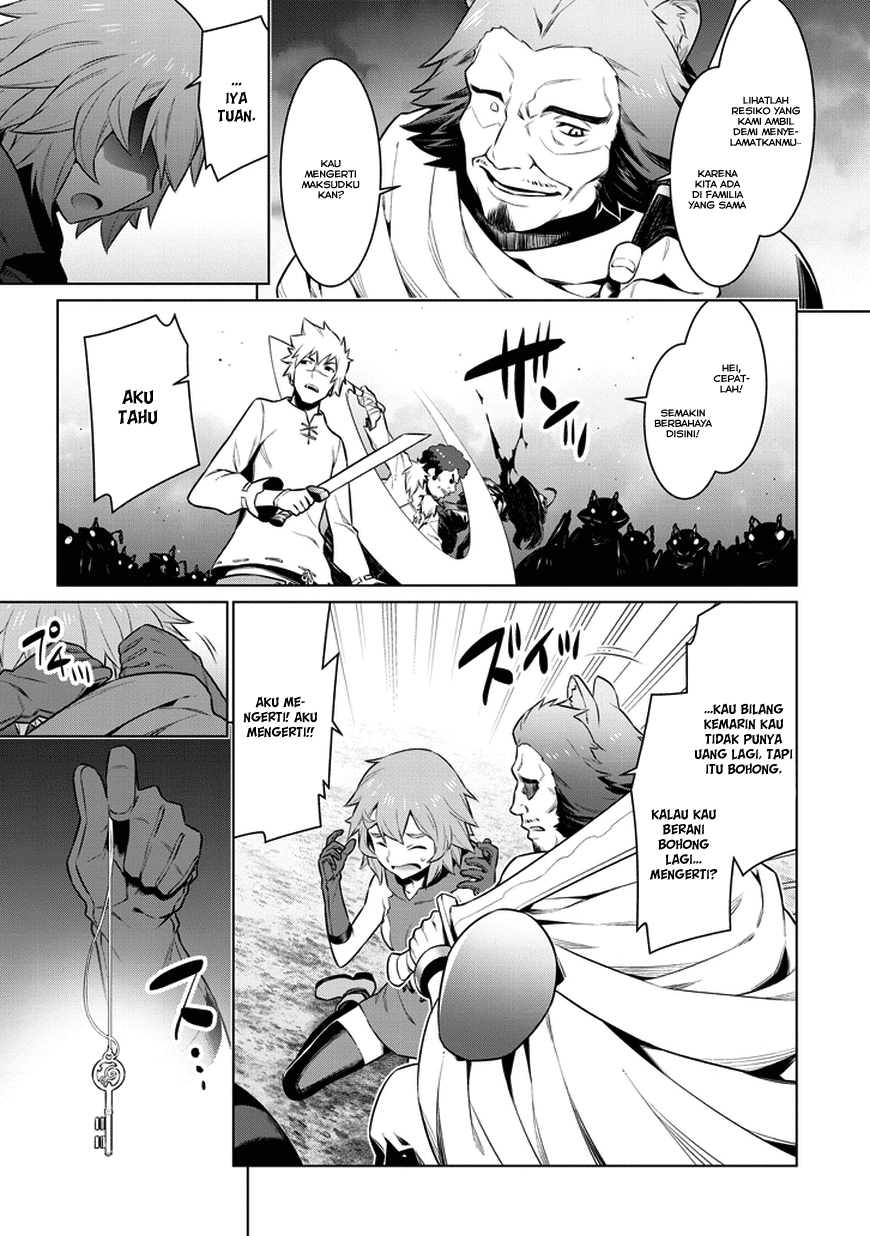 LIHATLAH
RESIKO YANG
KAMI AMBIL
DEMI MENYE-
LAMATKANMU..
KARENA
KITA ADA
DI FAMILIA
YANG SAMA
KAU
MENGERTI
MAKSUDKU
KAN?
...
IYA
TUAN.
HEI,
CEPAT-
LAH!
SEMAKIN
BERBAHAYA
DISINI!
AKU
TAHU
...KAU BILANG
KEMARIN KAU
TIDAK PUNYA
UANG LAGI, TAPI
ITU BOHONG.
KALAU KAU
BERANI
BOHONG
LAGI...
MENGERTI?
AKU ME-
NGERTI! AKU
MENGERTI!!